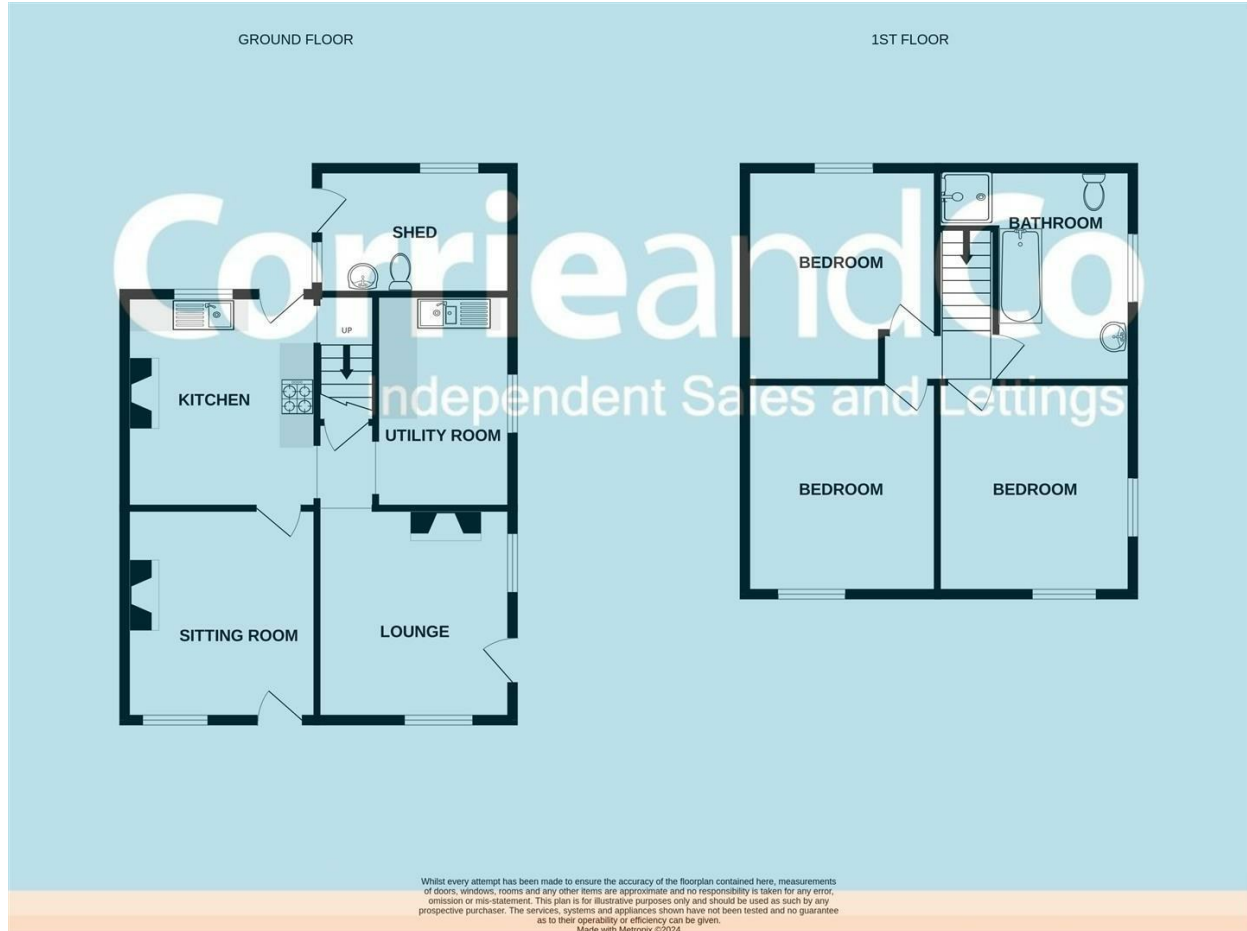 GROUND FLOOR
1ST FLOOR
CorrieandCo
Independent Sales and Lettings
SHED
UP
KITCHEN
UTILITY ROOM
SITTING ROOM
LOUNGE
BATHROOM
BEDROOM
BEDROOM
BEDROOM
Whilst every attempt has been made to ensure the accuracy of the floorplan contained here, measurements
of doors, windows, rooms and any other items are approximate and no responsibility is taken for any error,
omission or mis-statement. This plan is for illustrative purposes only and should be used as such by any
prospective purchaser. The services, systems and appliances shown have not been tested and no guarantee
as to their operability or efficiency can be given.
Made with Metropix ©2024